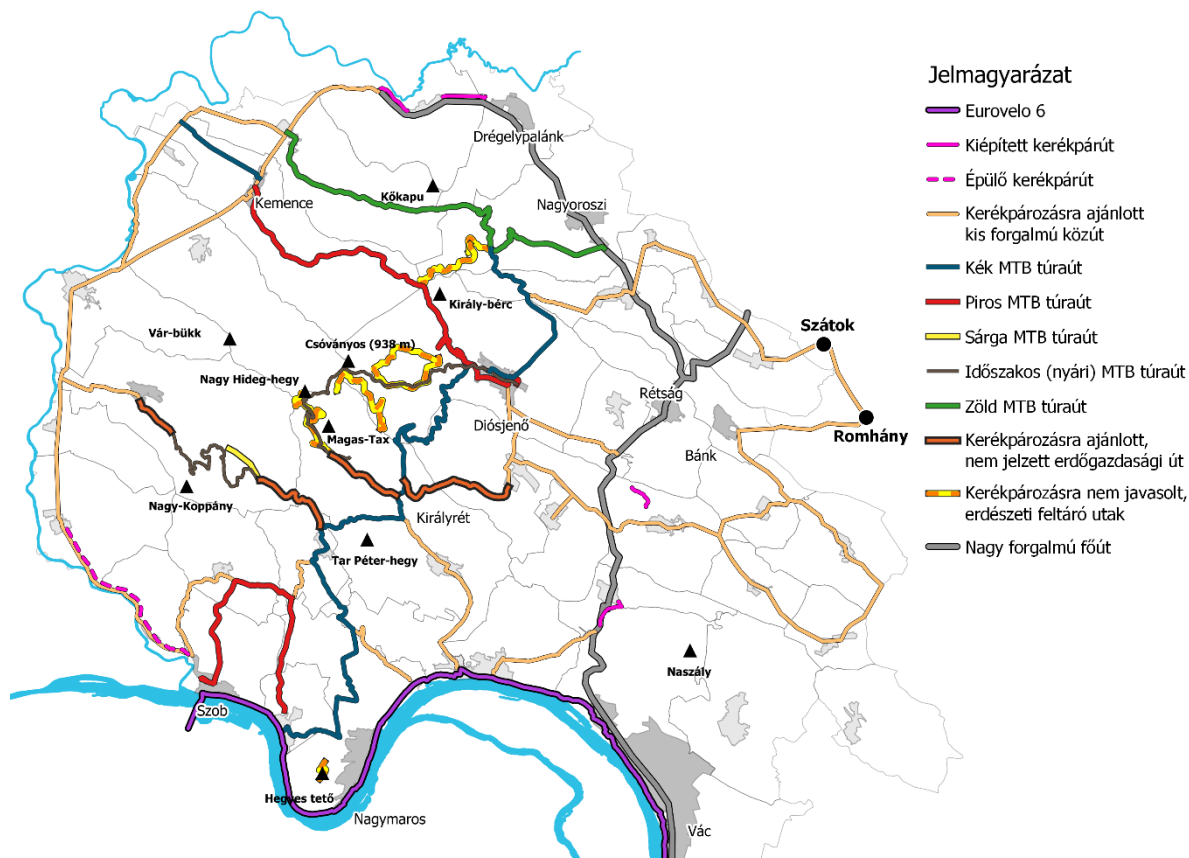 Jelmagyarázat
Eurovelo 6
Kiépített kerékpárút
Épülő kerékpárút
Kerékpározásra ajánlott
kis forgalmú közút
Kék MTB túraút
Piros MTB túraút
Sárga MTB túraút
Időszakos (nyári) MTB túraút
Zöld MTB túraút
Kerékpározásra ajánlott,
nem jelzett erdőgazdasági út
Kerékpározásra nem javasolt,
erdészeti feltáró utak
Nagy forgalmú főút
Drégelypalánk
Kőkapu
Kemence
Nagyoroszi
Király-bérc
Vár-bükk
Csóványos (938 m)
Szátok
Nagy Hideg-hegy
Rétság
Magas-Tax
Diósjenő
Romhány
Bánk
Nagy-Koppány
Királyrét
Tar Péter-hegy
Naszály
Szob
Hegyes tető
Nagymaros
Vác